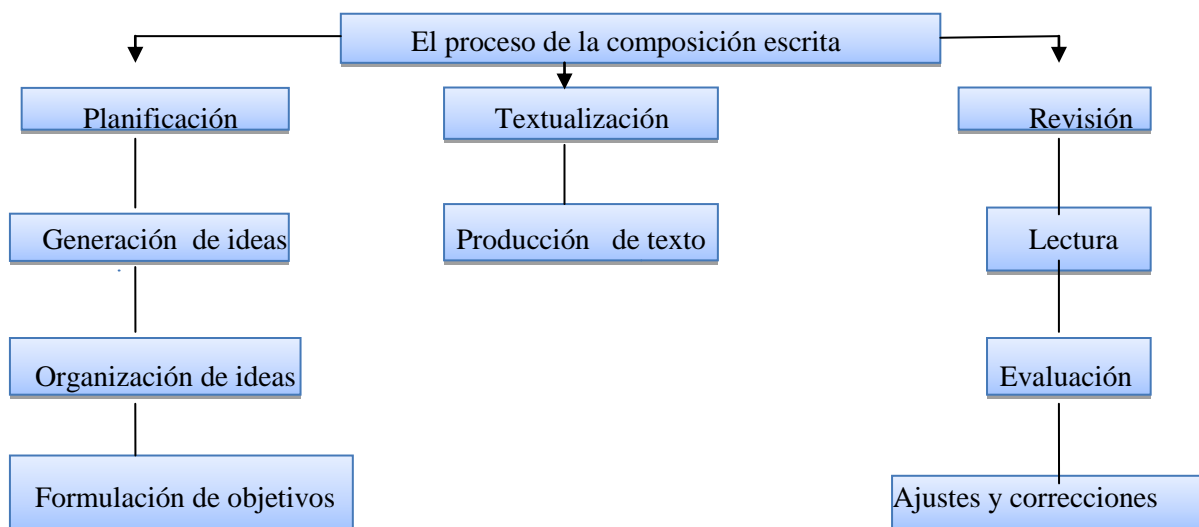 El proceso de la composición escrita
Planificación
Textualización
Revisión
Generación de ideas
Producción de texto
Lectura
Organización de ideas
Evaluación
Formulación de objetivos
Ajustes y correcciones